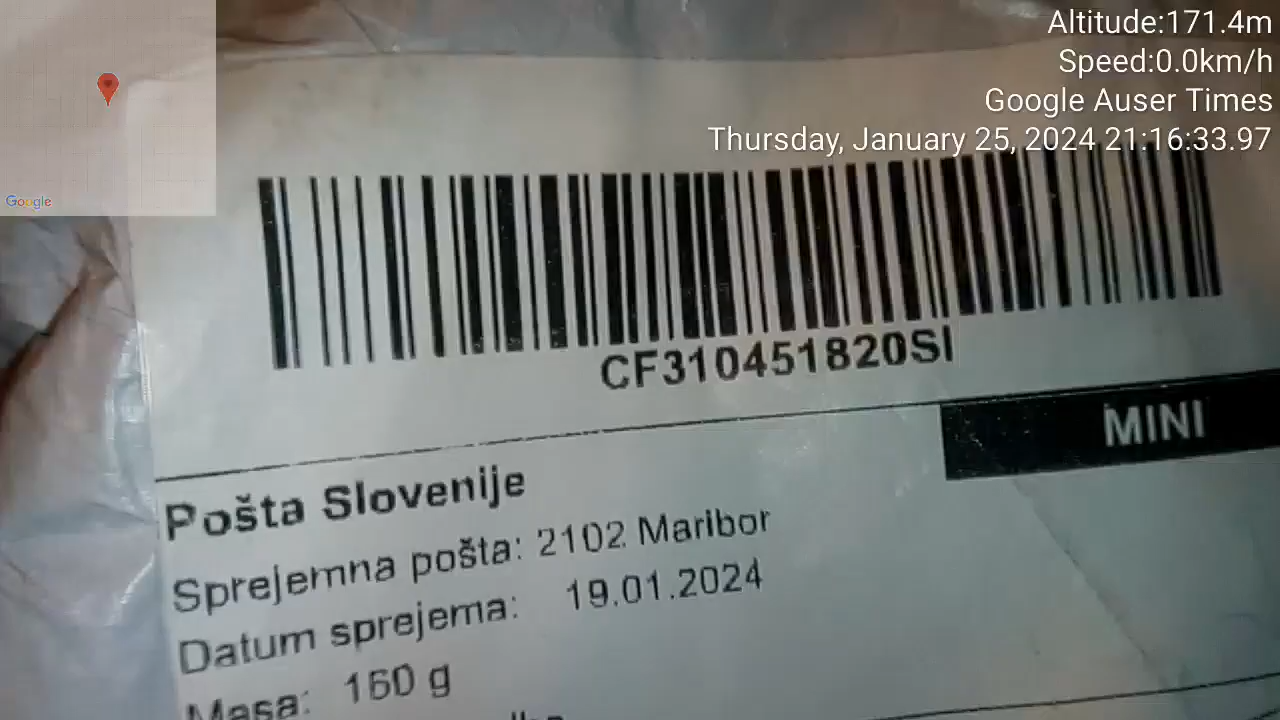 Altitude:171.4m
Speed:0.0km/h
Google Auser Times
Thursday, January 25, 2024 21:16:33.97
Google
CF310451820SI
MINI
Pošta Slovenije
Sprejemna pošta: 2102 Maribor
Datum sprejema: 19.01.2024
Masa: 160 g